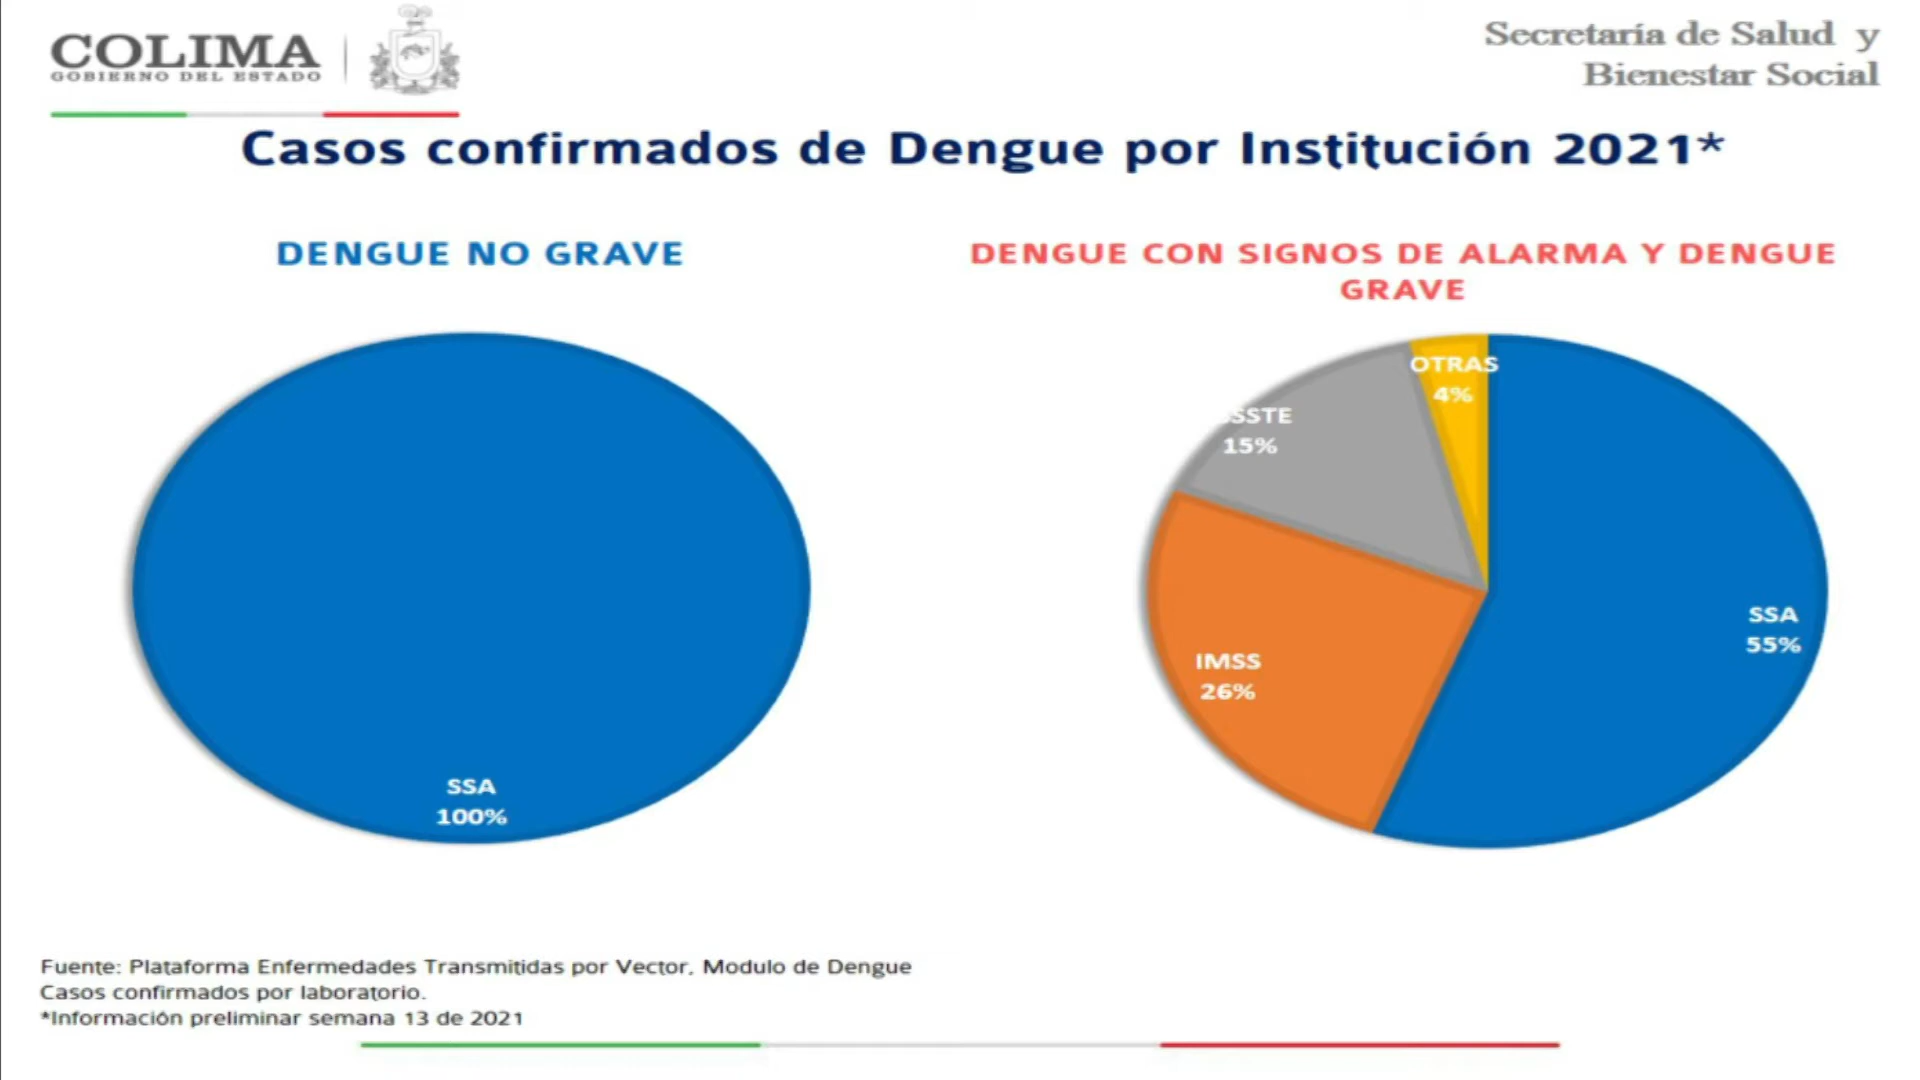 COLIMA
GOBIERNO DEL ESTADO
Secretaría de Salud y
Bienestar Social
Casos confirmados de Dengue por Institución 2021*
DENGUE NO GRAVE
SSA
100%
DENGUE CON SIGNOS DE ALARMA Y DENGUE
GRAVE
OTRAS
4%
ISSSTE
15%
IMSS
26%
SSA
55%
Fuente: Plataforma Enfermedades Transmitidas por Vector, Modulo de Dengue
Casos confirmados por laboratorio.
*Información preliminar semana 13 de 2021